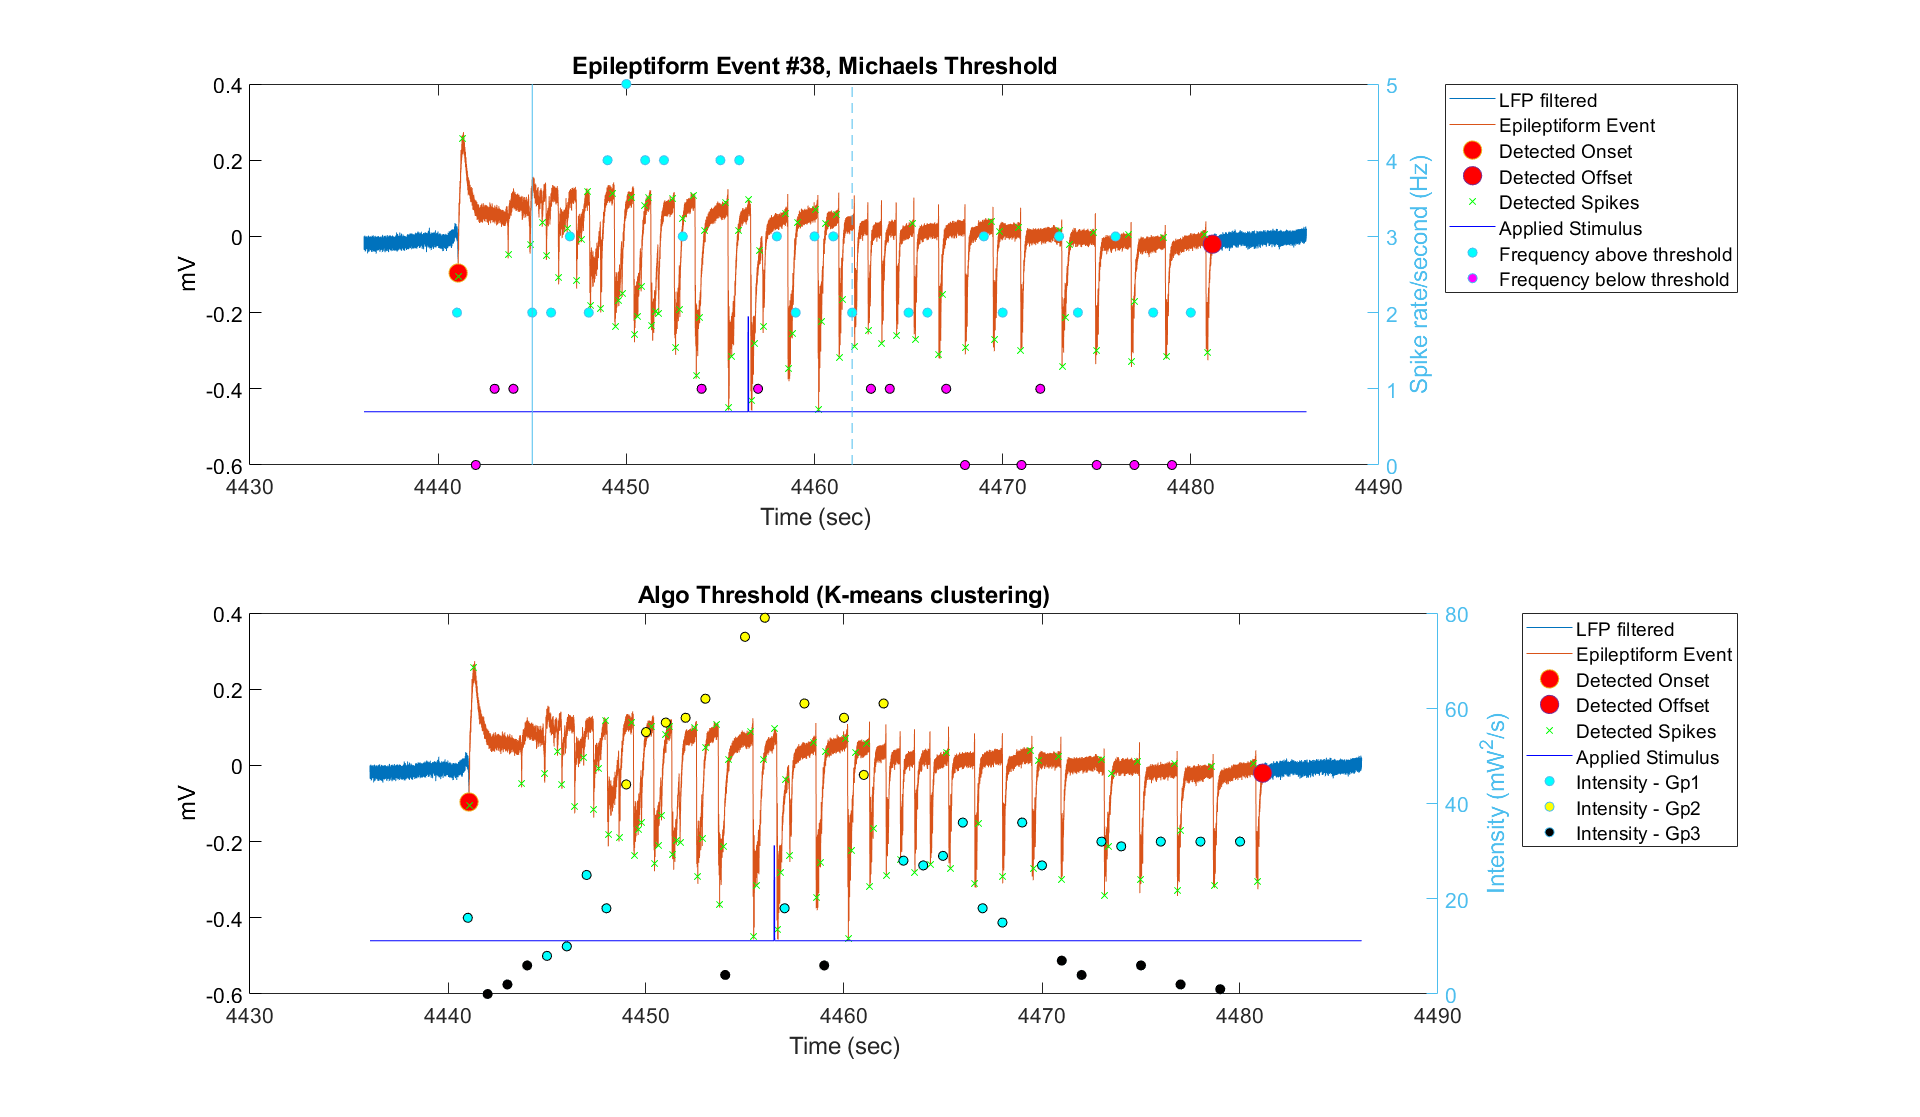 Epileptiform Event #38, Michaels Threshold
0.4
0.2
0
-0.2
-0.4
-0.6
mV
4430
4440
4450
4460
4470
4480
4490
Time (sec)
5
4
3
2
1
0
Spike rate/second (Hz)
LFP filtered
Epileptiform Event
Detected Onset
Detected Offset
Detected Spikes
Applied Stimulus
Frequency above threshold
Frequency below threshold
Algo Threshold (K-means clustering)
0.4
0.2
0
-0.2
-0.4
-0.6
mV
4430
4440
4450
4460
4470
4480
4490
Time (sec)
80
60
40
20
0
Intensity (mW²/s)
LFP filtered
Epileptiform Event
Detected Onset
Detected Offset
Detected Spikes
Applied Stimulus
Intensity - Gp1
Intensity - Gp2
Intensity - Gp3